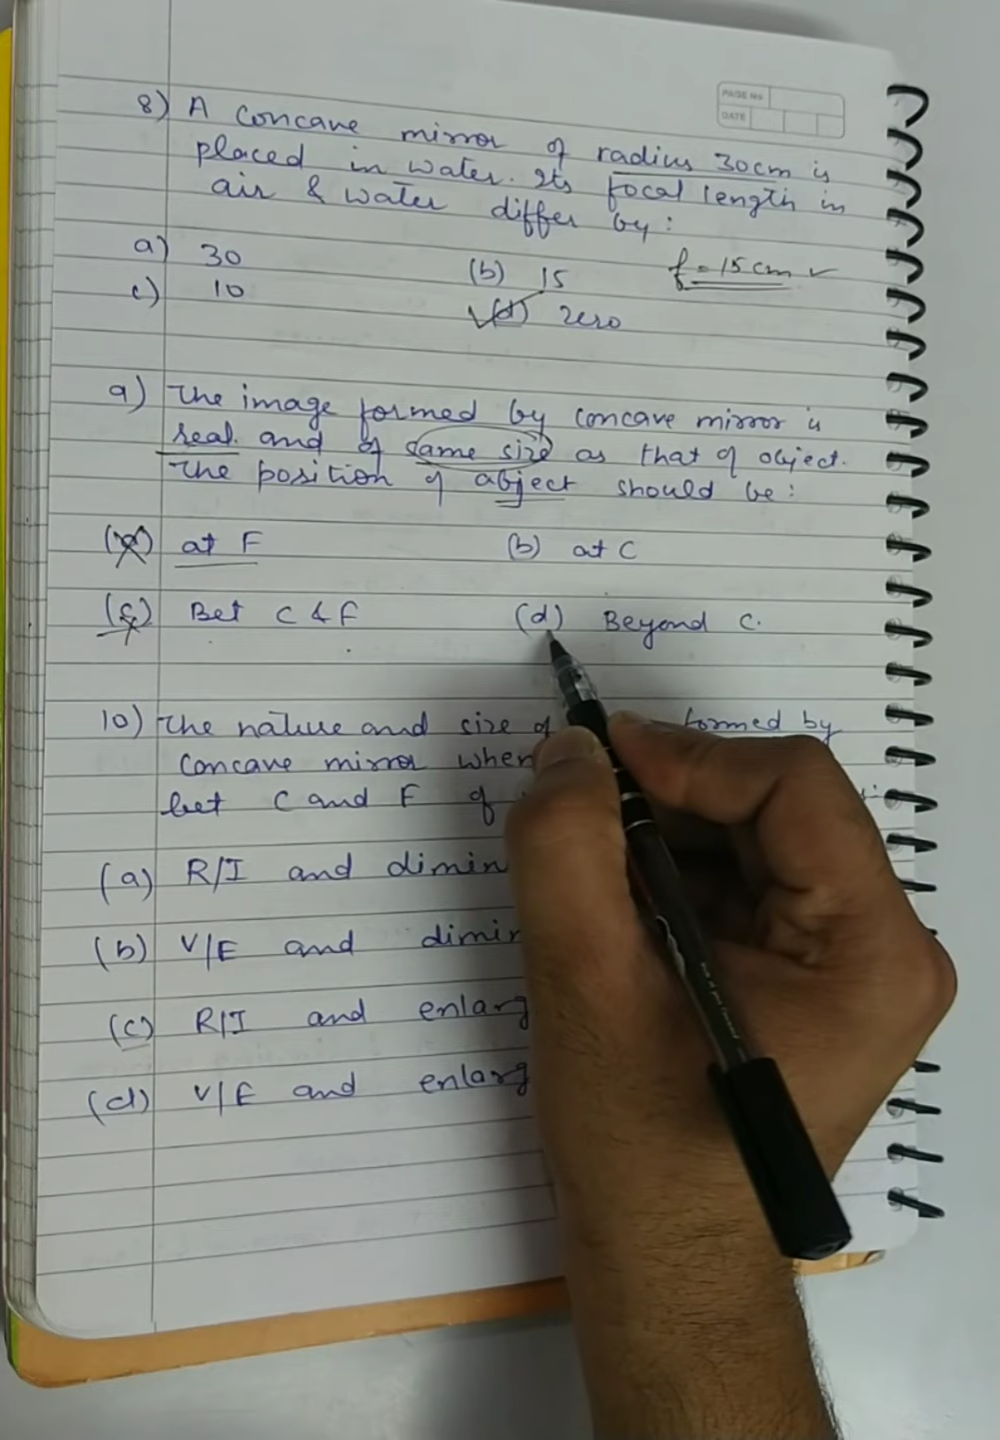 PAGE No.
DATE
8) A concave mirror of radius 30cm is
placed in water. Its focal length in
air & water differ by:
a) 30
(b) 15
f = 15 cm ✓
c) 10
(d) zero
9) The image formed by concave mirror is
real. and of same size as that of object.
The position of object should be:
(a) at F
(b) at C
(c) Bet C & F
(d) Beyond C.
10) The nature and size of formed by
concave mirror when
bet C and F of
(a) R/I and dimin
(b) V/E and dimin
(c) R/I and enlarg
(d) V/E and enlarg